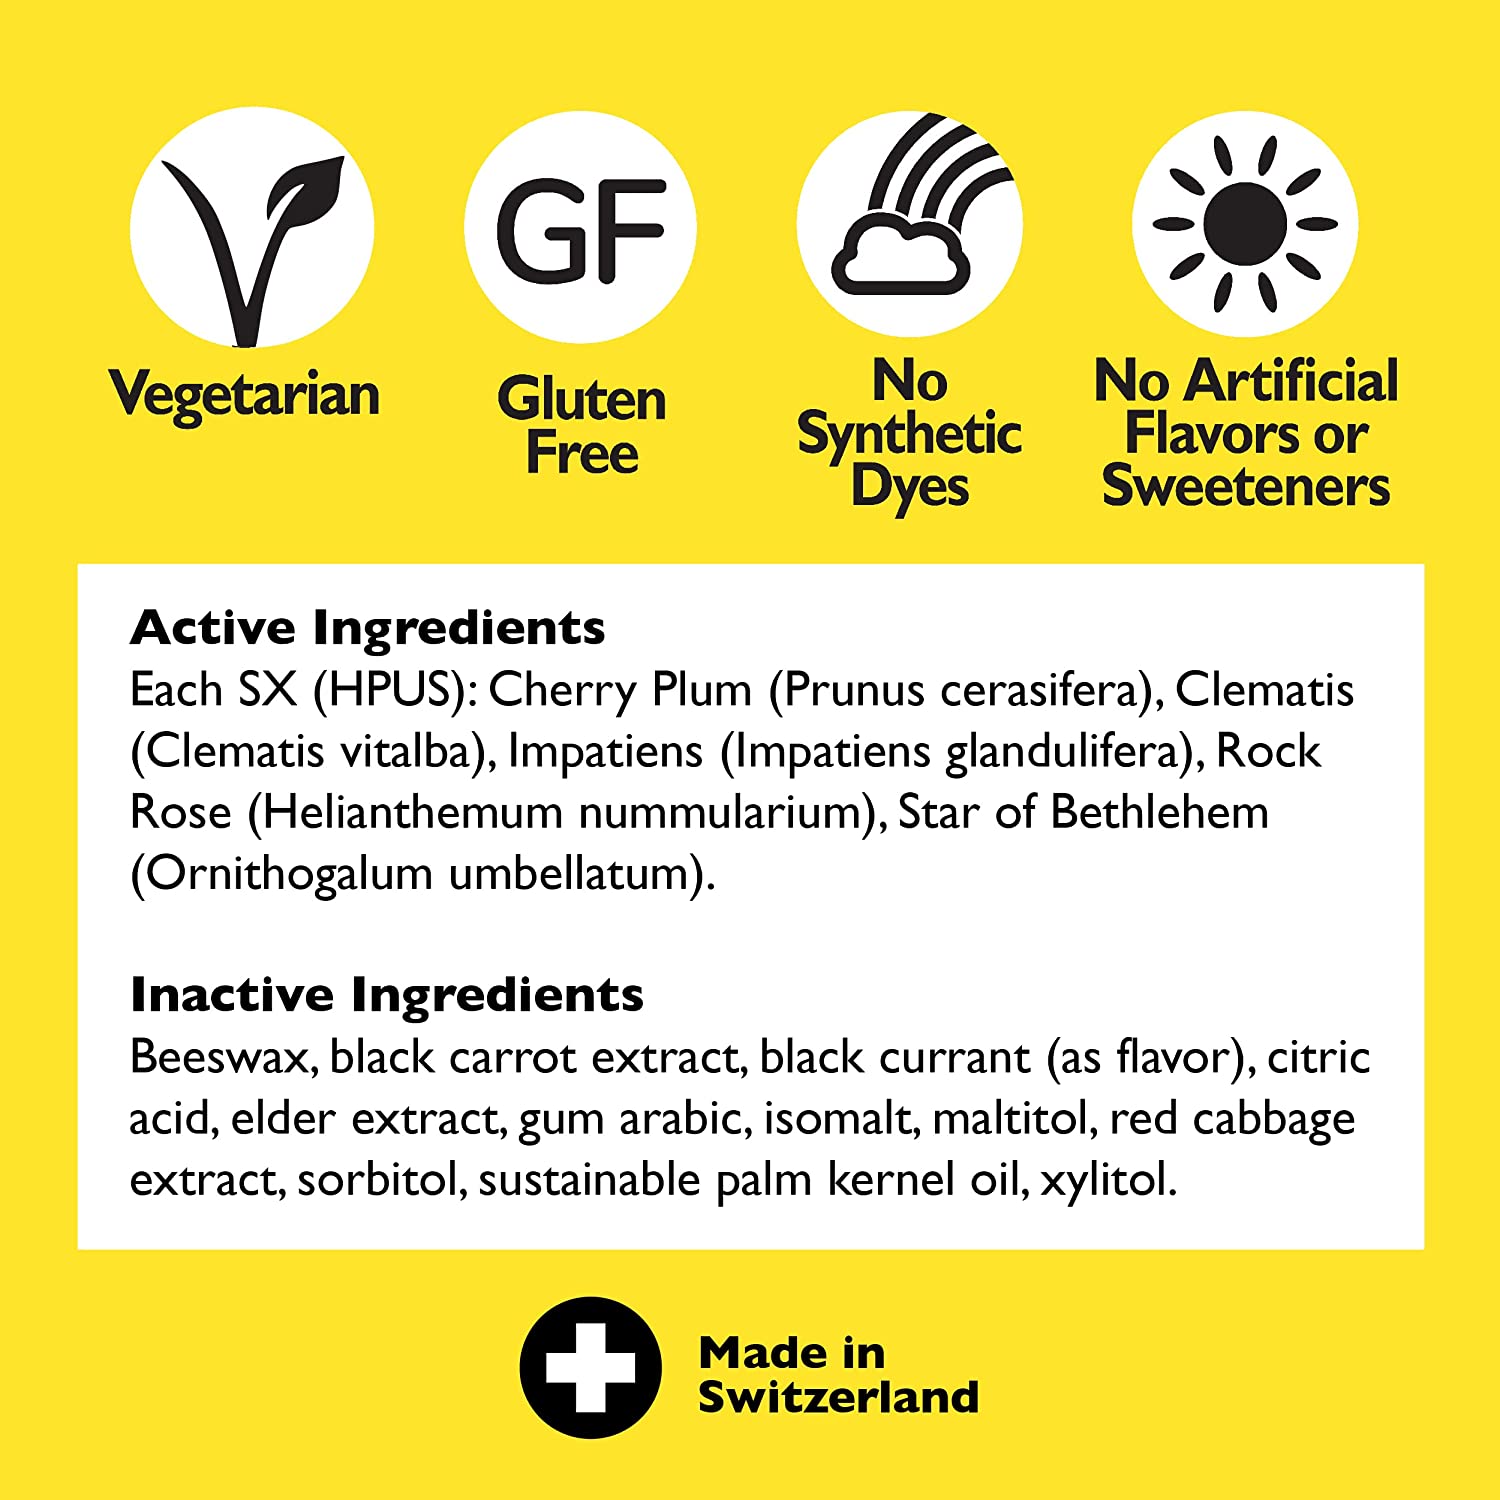 Vegetarian
GF
Gluten
Free
No
Synthetic
Dyes
No Artificial
Flavors or
Sweeteners
Active Ingredients
Each SX (HPUS): Cherry Plum (Prunus cerasifera), Clematis
(Clematis vitalba), Impatiens (Impatiens glandulifera), Rock
Rose (Helianthemum nummularium), Star of Bethlehem
(Ornithogalum umbellatum).
Inactive Ingredients
Beeswax, black carrot extract, black currant (as flavor), citric
acid, elder extract, gum arabic, isomalt, maltitol, red cabbage
extract, sorbitol, sustainable palm kernel oil, xylitol.
Made in
Switzerland